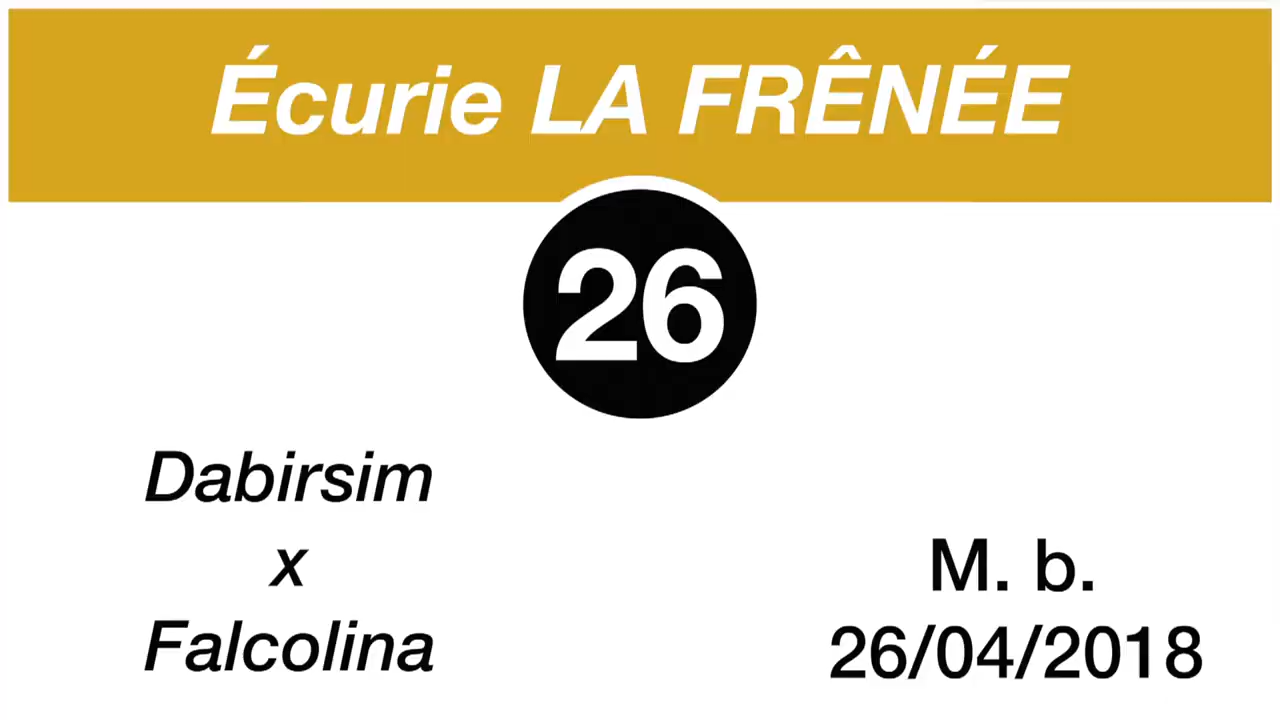 Écurie LA FRÊNÉE
26
Dabirsim
x
Falcolina
M. b.
26/04/2018